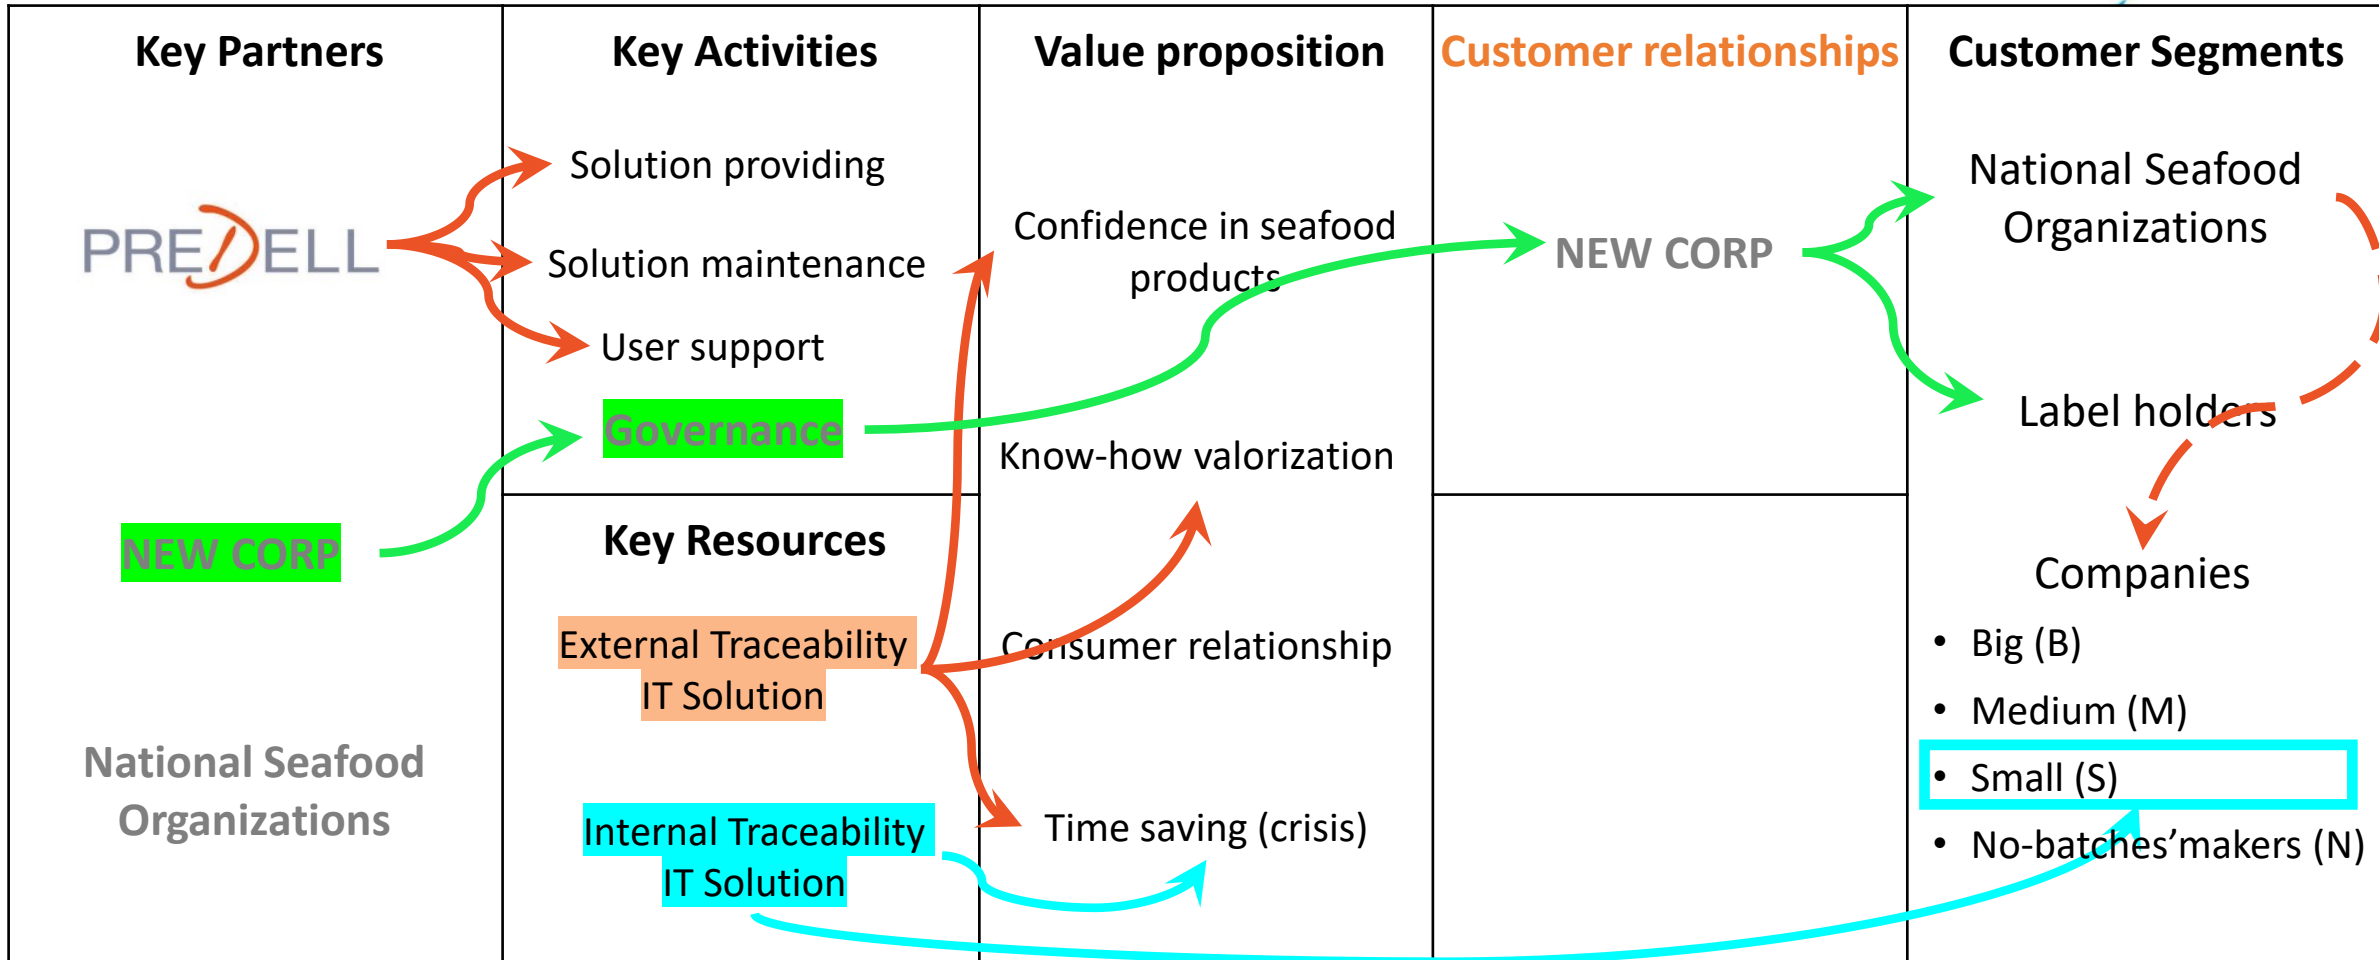 Key Partners
PREDELL
NEW CORP
National Seafood
Organizations
Key Activities
Solution providing
Solution maintenance
User support
Governance
Key Resources
External Traceability
IT Solution
Internal Traceability
IT Solution
Value proposition
Confidence in seafood
products
Know-how valorization
Consumer relationship
Time saving (crisis)
Customer relationships
NEW CORP
Customer Segments
National Seafood
Organizations
Label holders
Companies
• Big (B)
• Medium (M)
• Small (S)
• No-batches’makers (N)